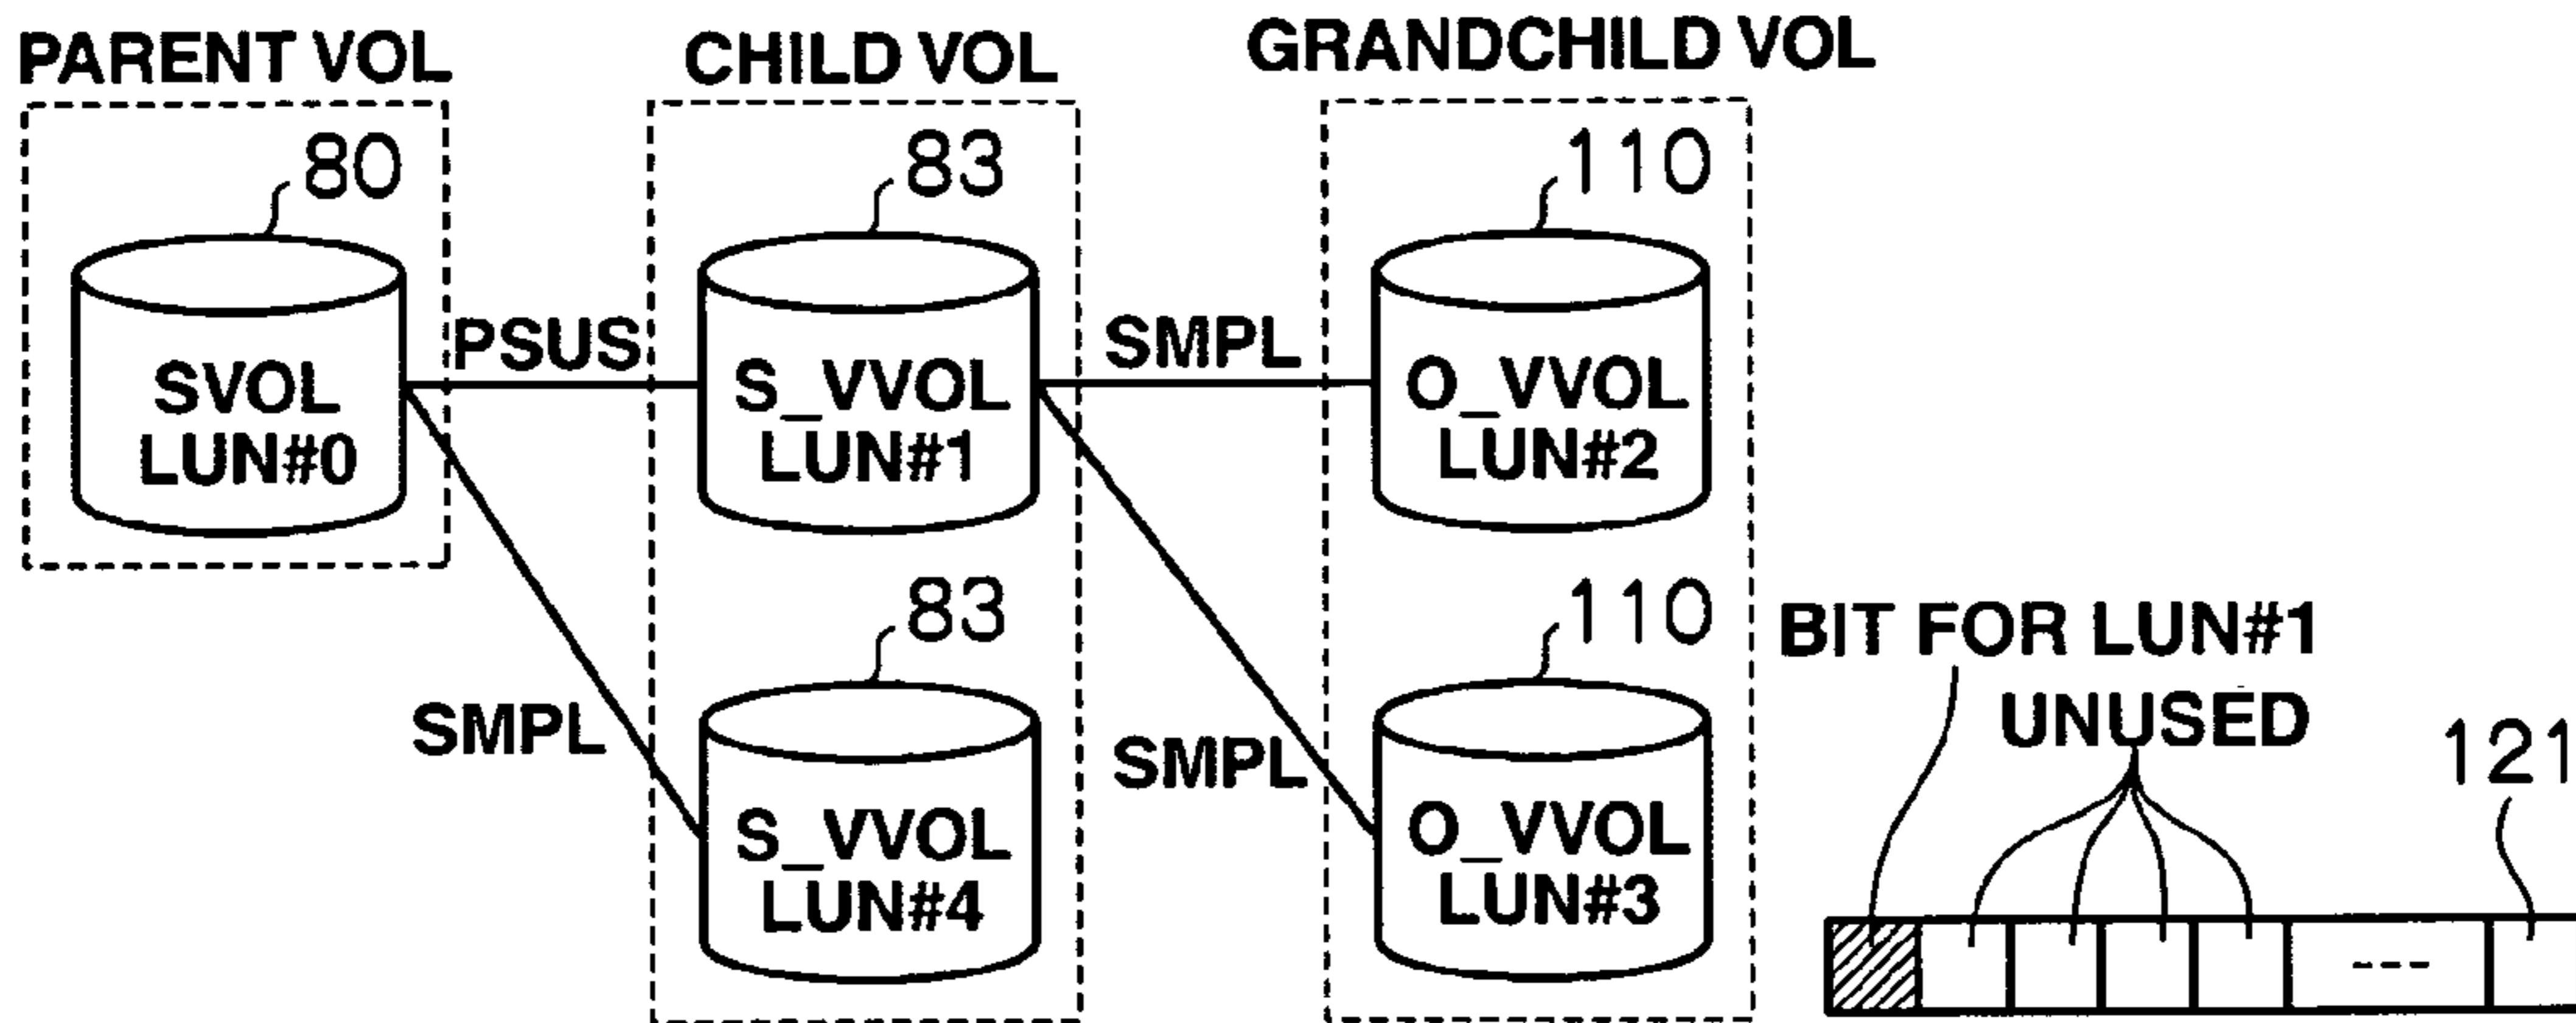 PARENT VOL
CHILD VOL
GRANDCHILD VOL
80
83
110
SVOL
LUN#0
PSUS
S_VVOL
LUN#1
SMPL
O_VVOL
LUN#2
83
110
SMPL
S_VVOL
LUN#4
SMPL
O_VVOL
LUN#3
BIT FOR LUN#1
UNUSED
121
---